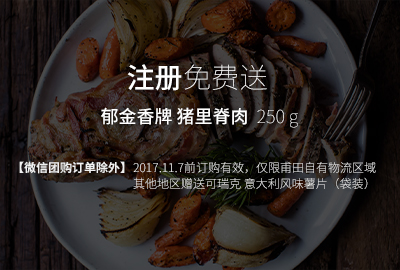 注册免费送
郁金香牌 猪里脊肉 250 g
【微信团购订单除外】2017.11.7前订购有效，仅限甫田自有物流区域
其他地区赠送可瑞克 意大利风味薯片（袋装）